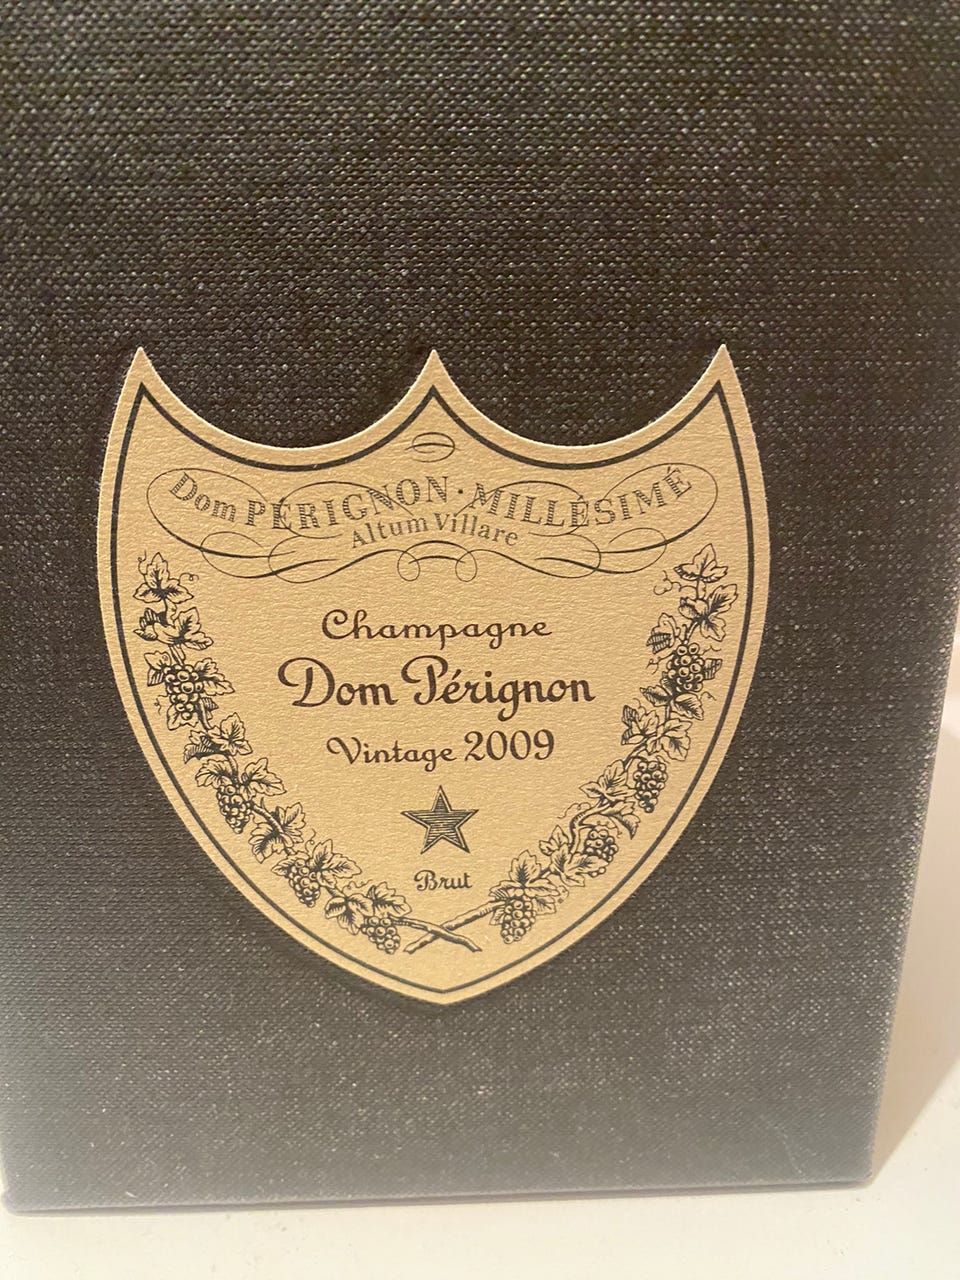 Dom PÉRIGNON · MILLÉSIMÉ
Altum Villare
Champagne
Dom Pérignon
Vintage 2009
Brut